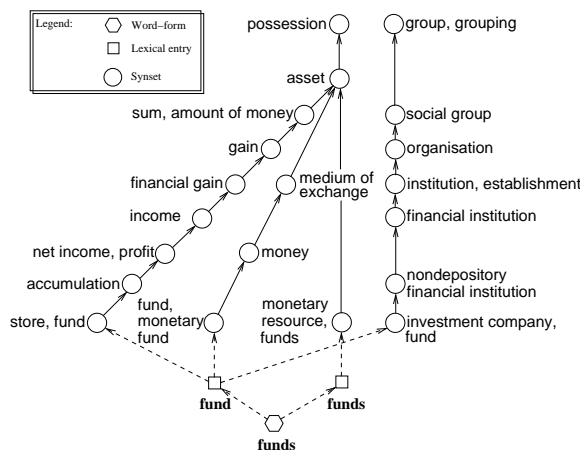 Legend:
Word–form
Lexical entry
Synset
possession
group, grouping
asset
sum, amount of money
social group
gain
organisation
financial gain
medium of
exchange
institution, establishment
income
financial institution
net income, profit
money
accumulation
nondepository
financial institution
store, fund
fund,
monetary
fund
monetary
resource,
funds
investment company,
fund
fund
funds
funds